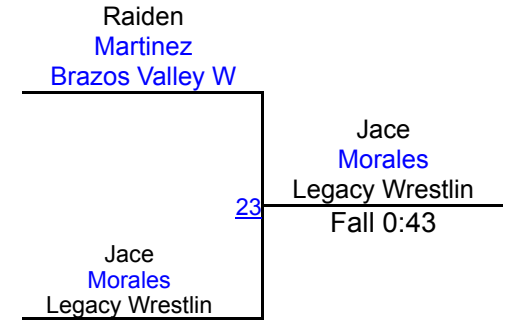 Raiden
Martinez
Brazos Valley W
Jace
Morales
Legacy Wrestlin
23
Fall 0:43
Jace
Morales
Legacy Wrestlin